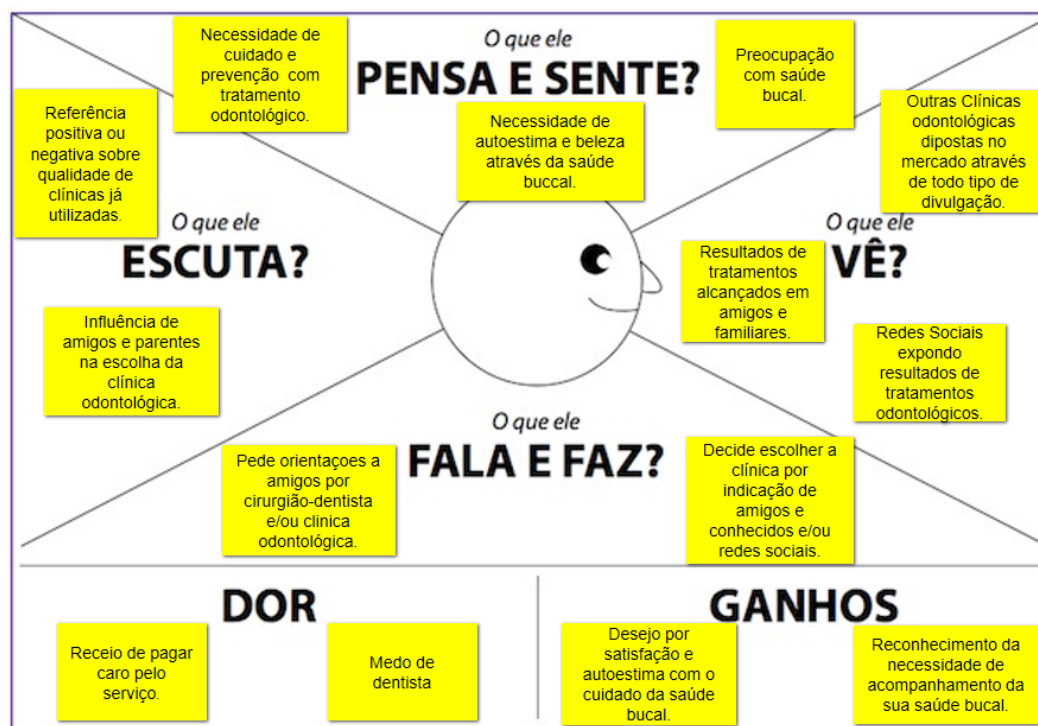 O que ele
PENSA E SENTE?
Necessidade de
cuidado e
prevenção com
tratamento
odontológico.
Necessidade de
autoestima e beleza
através da saúde
buccal.
Preocupação
com saúde
bucal.
Referência
positiva ou
negativa sobre
qualidade de
clínicas já
utilizadas.
O que ele
ESCUTA?
Influência de
amigos e parentes
na escolha da
clínica
odontológica.
Outras Clínicas
odontológicas
dipostas no
mercado através
de todo tipo de
divulgação.
O que ele
VÊ?
Resultados de
tratamentos
alcançados em
amigos e
familiares.
Redes Sociais
expondo
resultados de
tratamentos
odontológicos.
O que ele
FALA E FAZ?
Pede orientaçoes a
amigos por
cirurgião-dentista
e/ou clinica
odontológica.
Decide escolher a
clínica por
indicação de
amigos e
conhecidos e/ou
redes sociais.
DOR
Receio de pagar
caro pelo
serviço.
Medo de
dentista
GANHOS
Desejo por
satisfação e
autoestima com o
cuidado da saúde
bucal.
Reconhecimento da
necessidade de
acompanhamento da
sua saúde bucal.